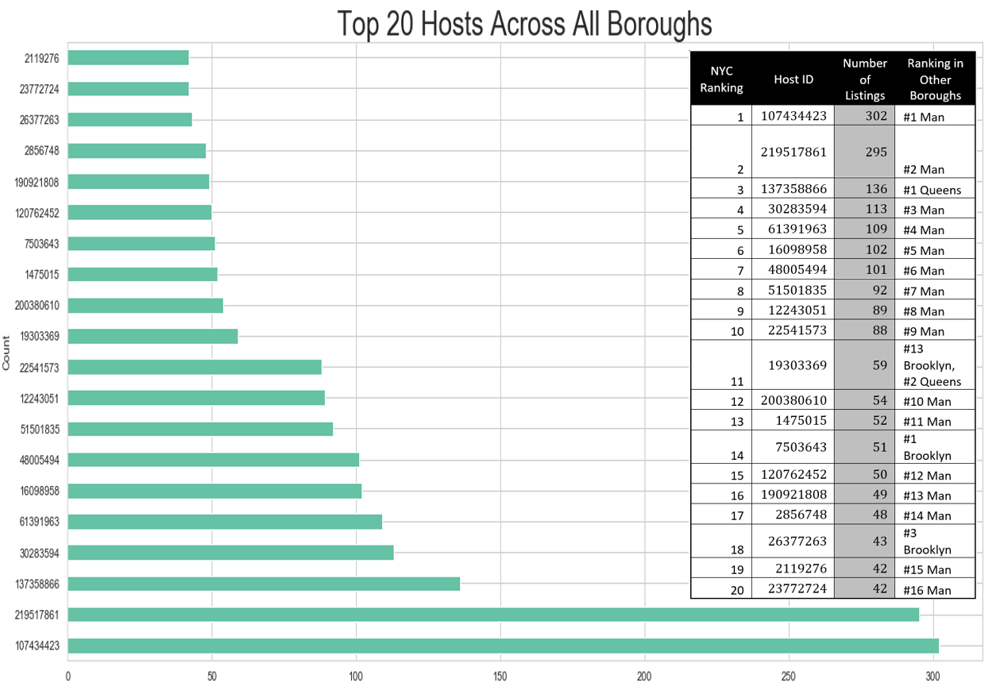 Top 20 Hosts Across All Boroughs
Count
2119276
23772724
26377263
2856748
190921808
120762452
7503643
1475015
200380610
19303369
22541573
12243051
51501835
48005494
16098958
61391963
30283594
137358866
219517861
107434423
0 50 100 150 200 250 300
NYC Ranking Host ID Number of Listings Ranking in Other Boroughs
1 107434423 302 #1 Man
2 219517861 295 #2 Man
3 137358866 136 #1 Queens
4 30283594 113 #3 Man
5 61391963 109 #4 Man
6 16098958 102 #5 Man
7 48005494 101 #6 Man
8 51501835 92 #7 Man
9 12243051 89 #8 Man
10 22541573 88 #9 Man
11 19303369 59 #13 Brooklyn, #2 Queens
12 200380610 54 #10 Man
13 1475015 52 #11 Man
14 7503643 51 #1 Brooklyn
15 120762452 50 #12 Man
16 190921808 49 #13 Man
17 2856748 48 #14 Man
18 26377263 43 #3 Brooklyn
19 2119276 42 #15 Man
20 23772724 42 #16 Man